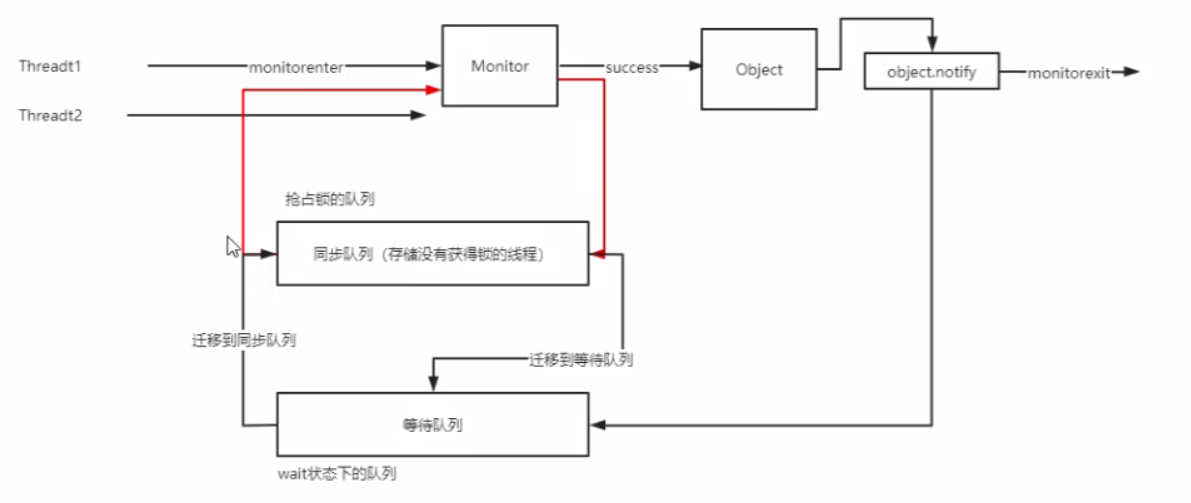 Threadt1
monitorenter
Monitor
success
Object
object.notify
monitorexit
Threadt2
抢占锁的队列
同步队列（存储没有获得锁的线程）
迁移到同步队列
迁移到等待队列
等待队列
wait状态下的队列